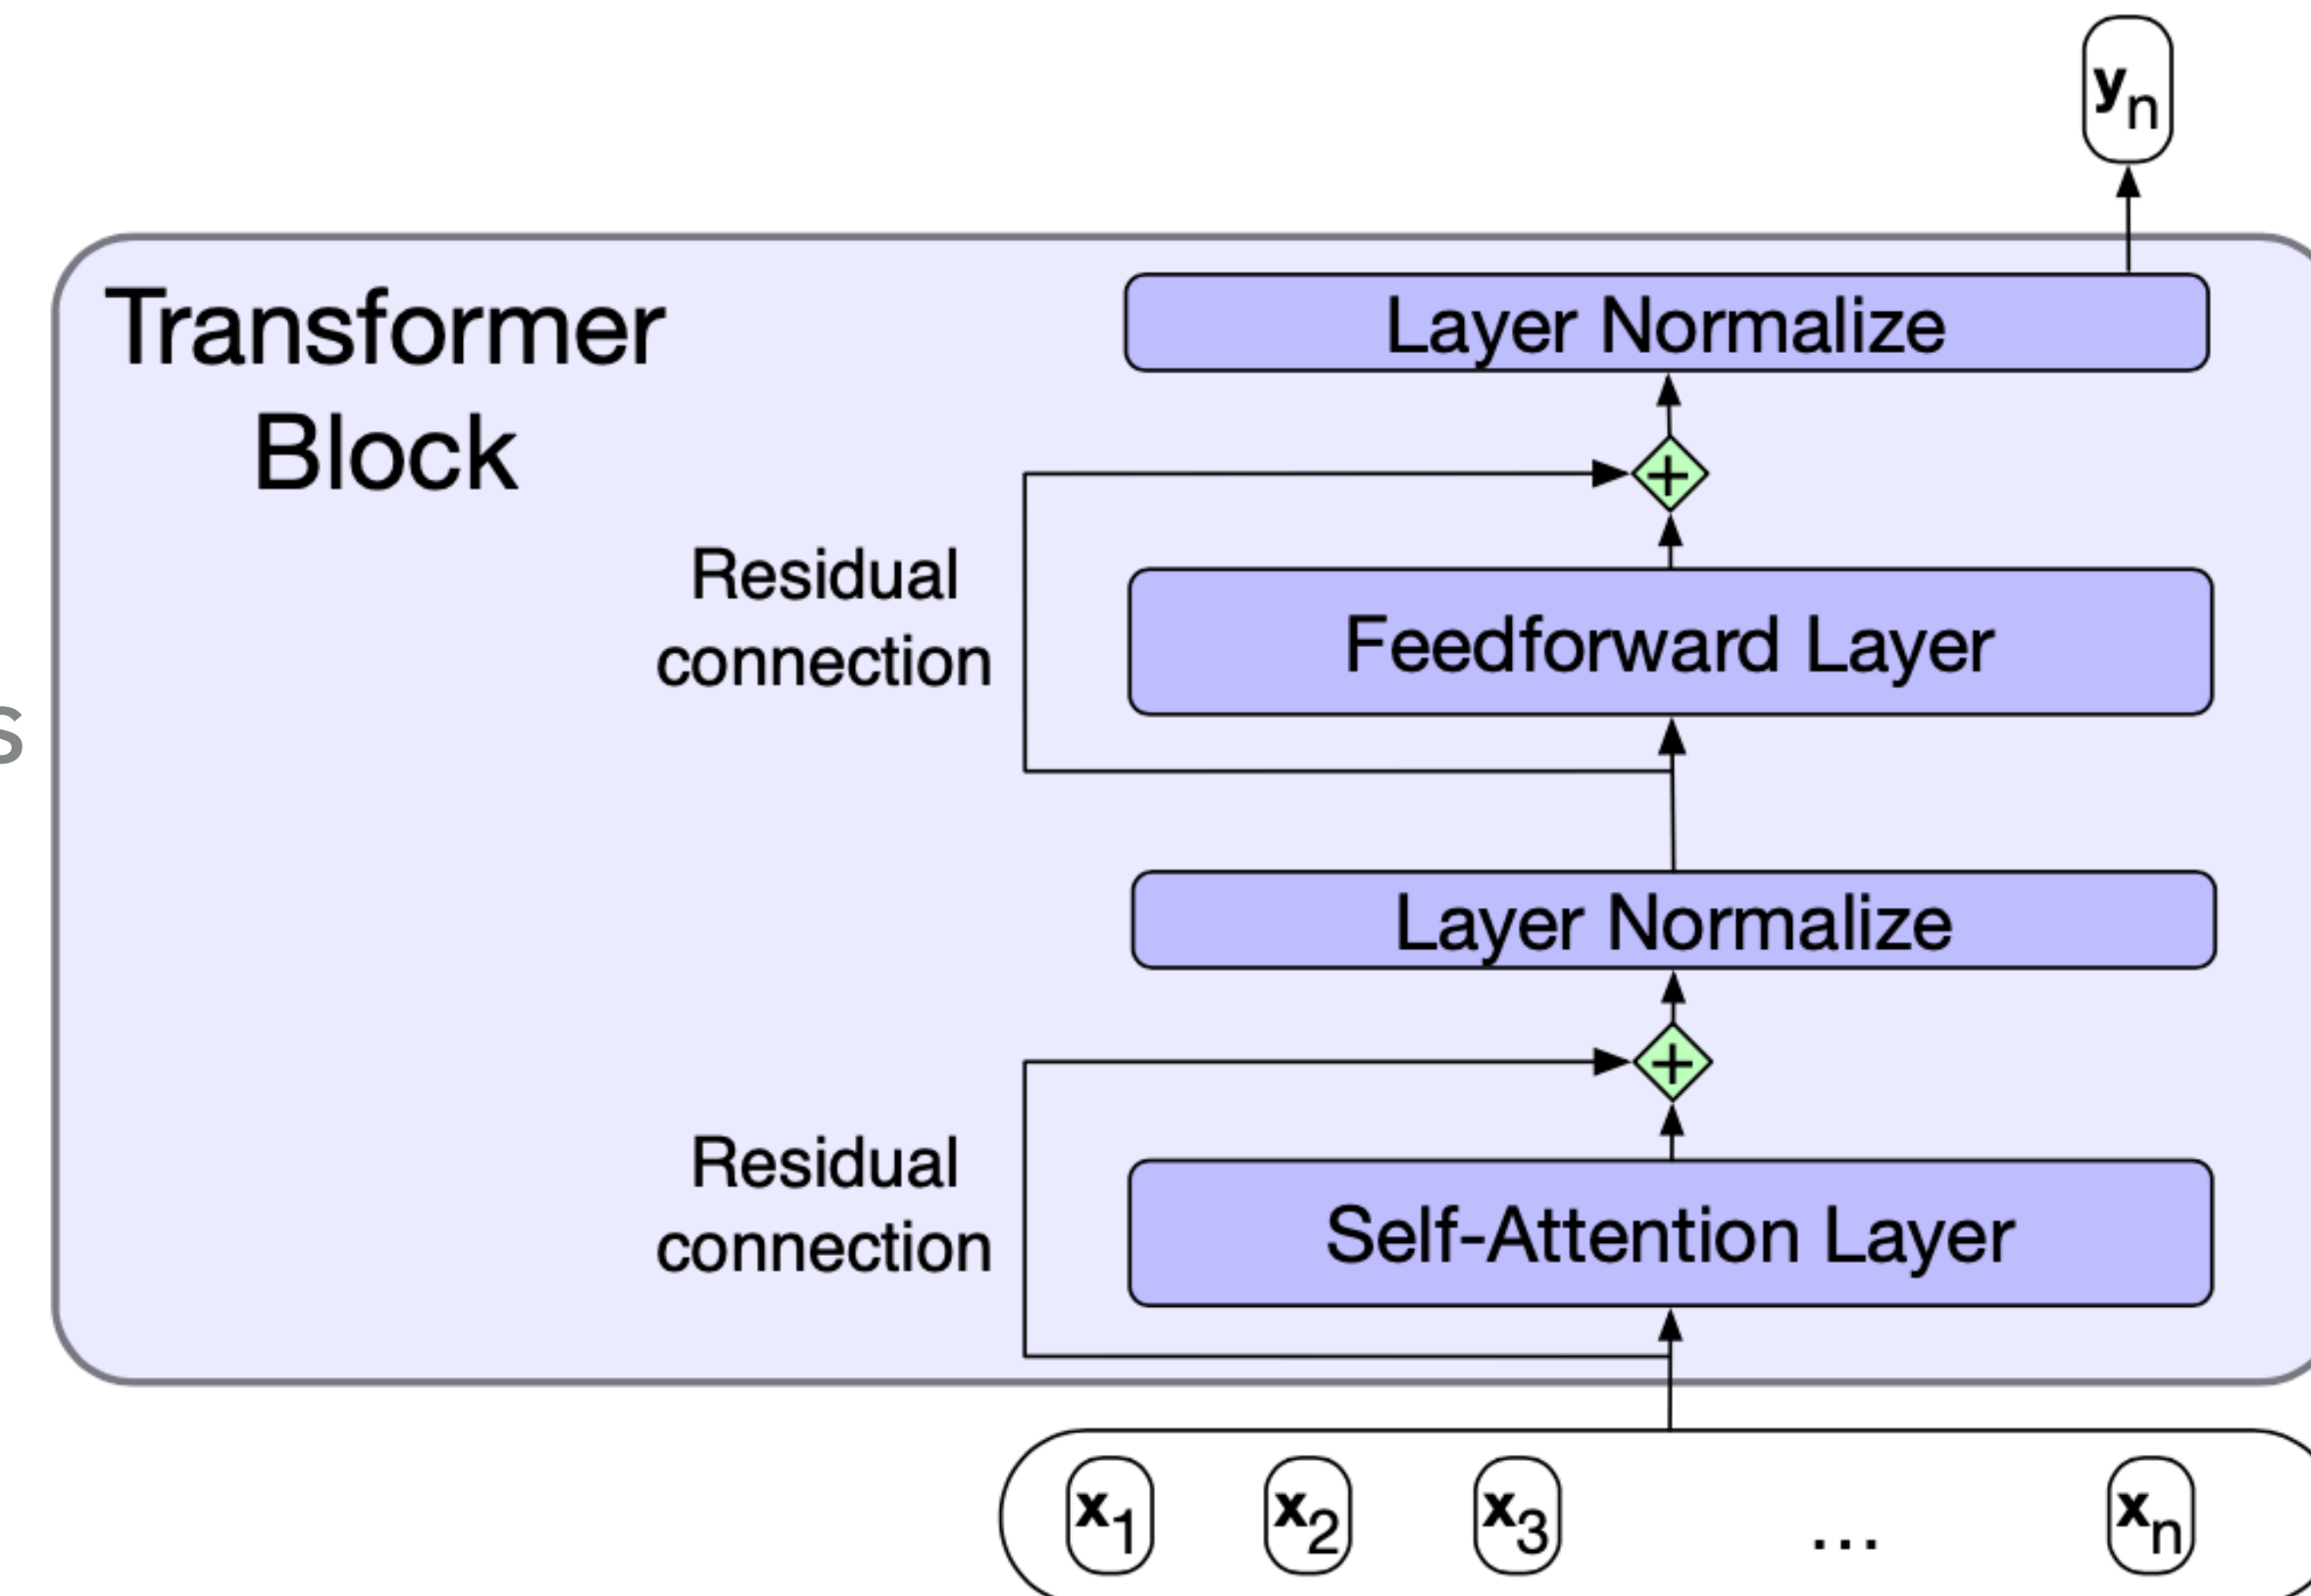 yn
Transformer
Block
Layer Normalize
+
Residual
connection
Feedforward Layer
s
Layer Normalize
+
Residual
connection
Self-Attention Layer
x1 x2 x3 ... xn